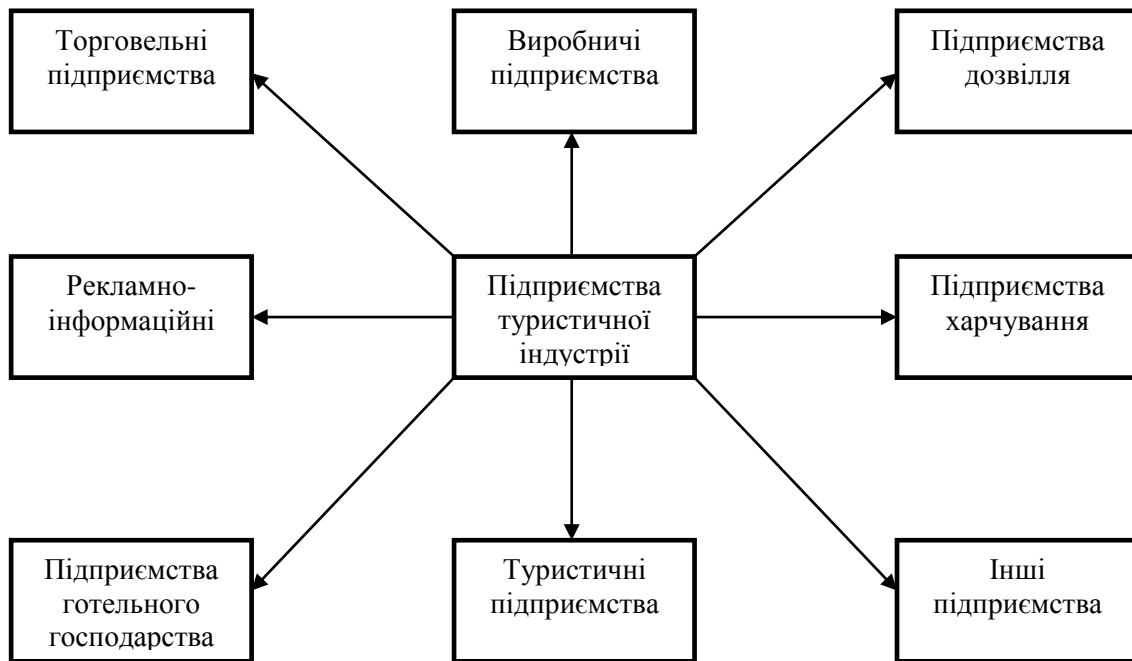 Торговельні
підприємства
Виробничі
підприємства
Підприємства
дозвілля
Рекламно-
інформаційні
Підприємства
туристичної
індустрії
Підприємства
харчування
Підприємства
готельного
господарства
Туристичні
підприємства
Інші
підприємства